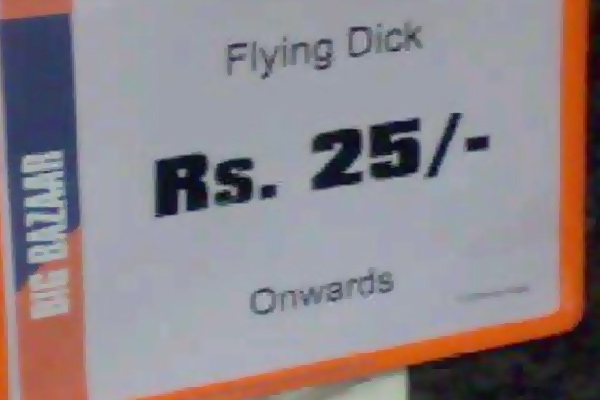 Flying Dick
Rs. 25/-
Onwards
BIG BAZAAR